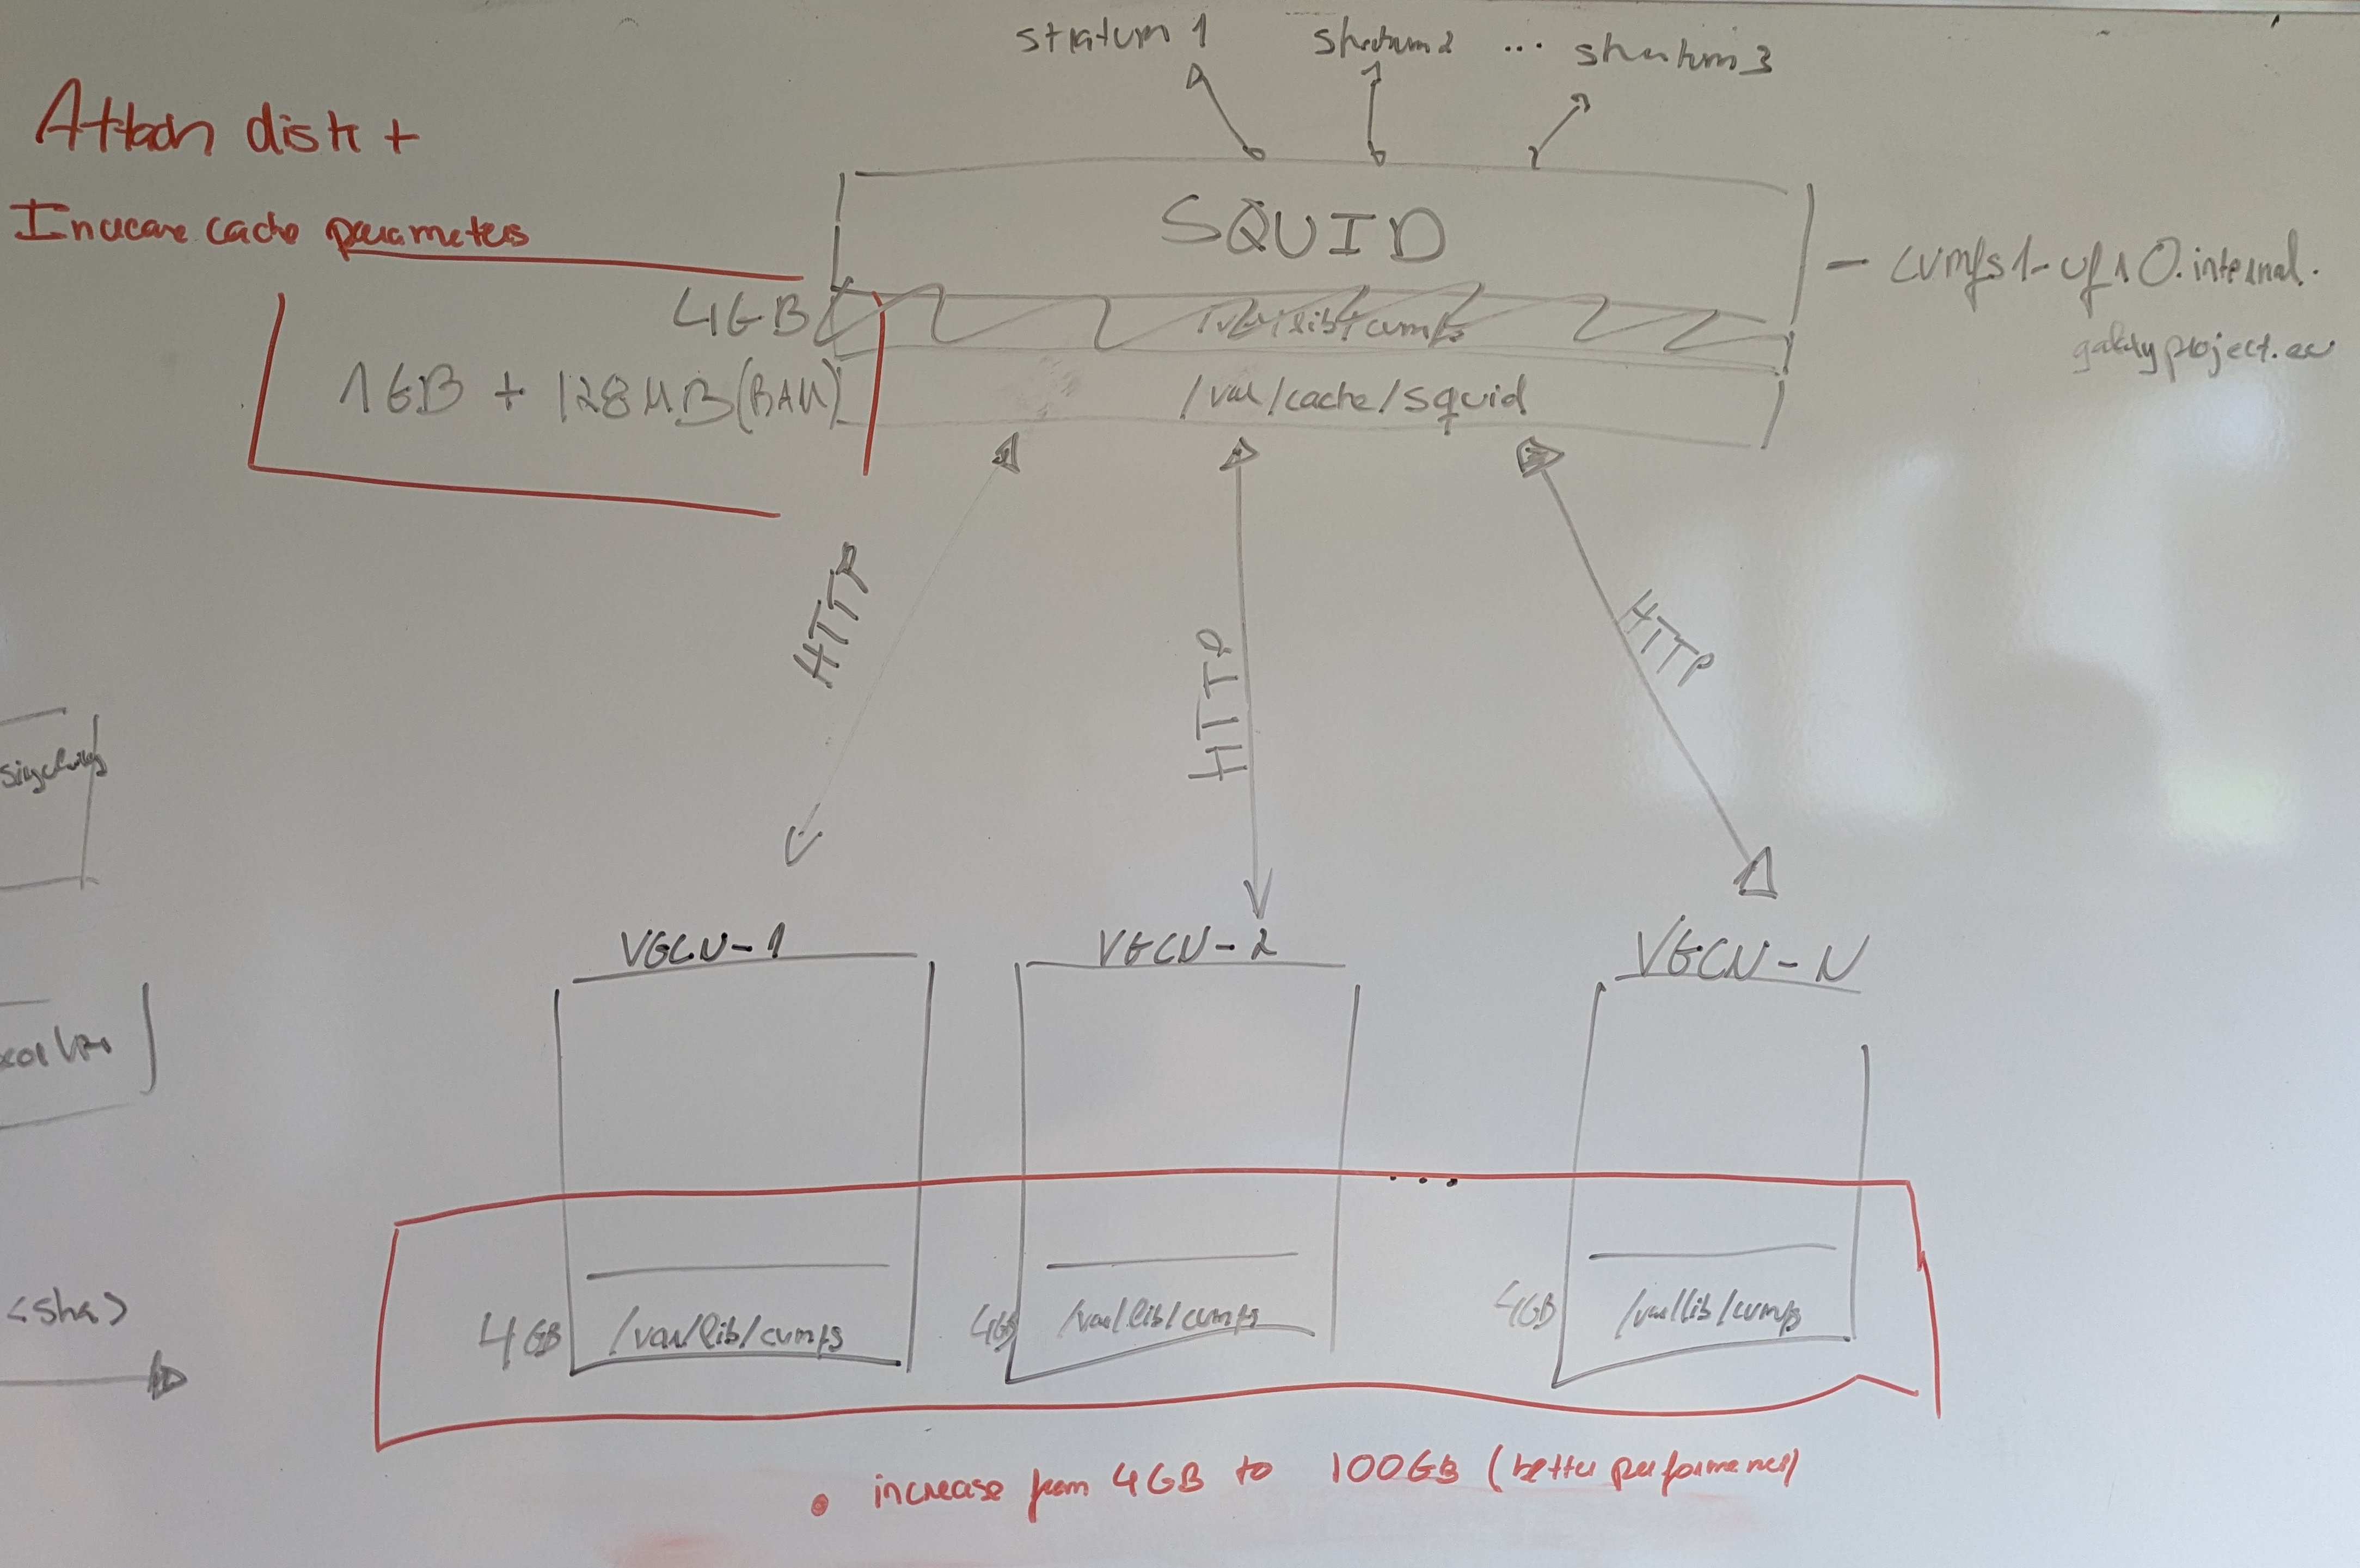 stratum 1 stratum 2 ... stratum 3
Attach disk +
Increase cache parameters
SQUID
4GB /var/lib/cvmfs
1GB + 128MB (RAM) /var/cache/squid
- cvmfs1-ufr0.internal.
galaxyproject.eu
HTTP
HTTP
HTTP
VGCN-1 VGCN-2 VGCN-N
...
4GB /var/lib/cvmfs 4GB /var/lib/cvmfs 4GB /var/lib/cvmfs
<sha>
• increase from 4GB to 100GB (better performance)